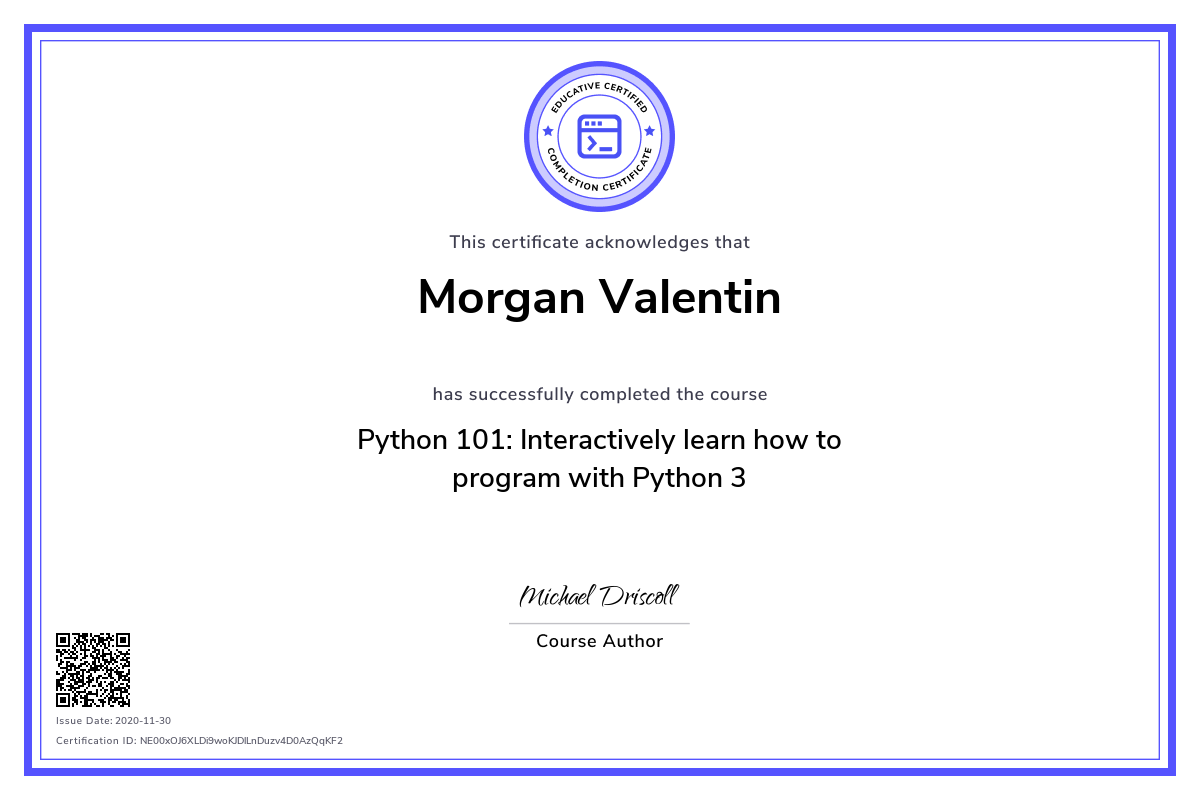 EDUCATIVE CERTIFIED
COMPLETION CERTIFICATE
This certificate acknowledges that
Morgan Valentin
has successfully completed the course
Python 101: Interactively learn how to
program with Python 3
Michael Driscoll
Course Author
Issue Date: 2020-11-30
Certification ID: NE00xOJ6XLDi9woKJDILnDuzv4D0AzQqKF2